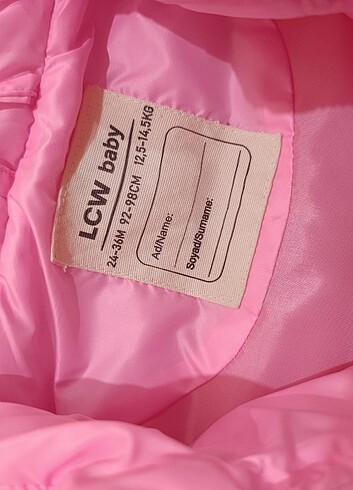 LCW baby
24-36M 92-98CM 12,5-14,5KG
Ad/Name:
Soyad/Surname: